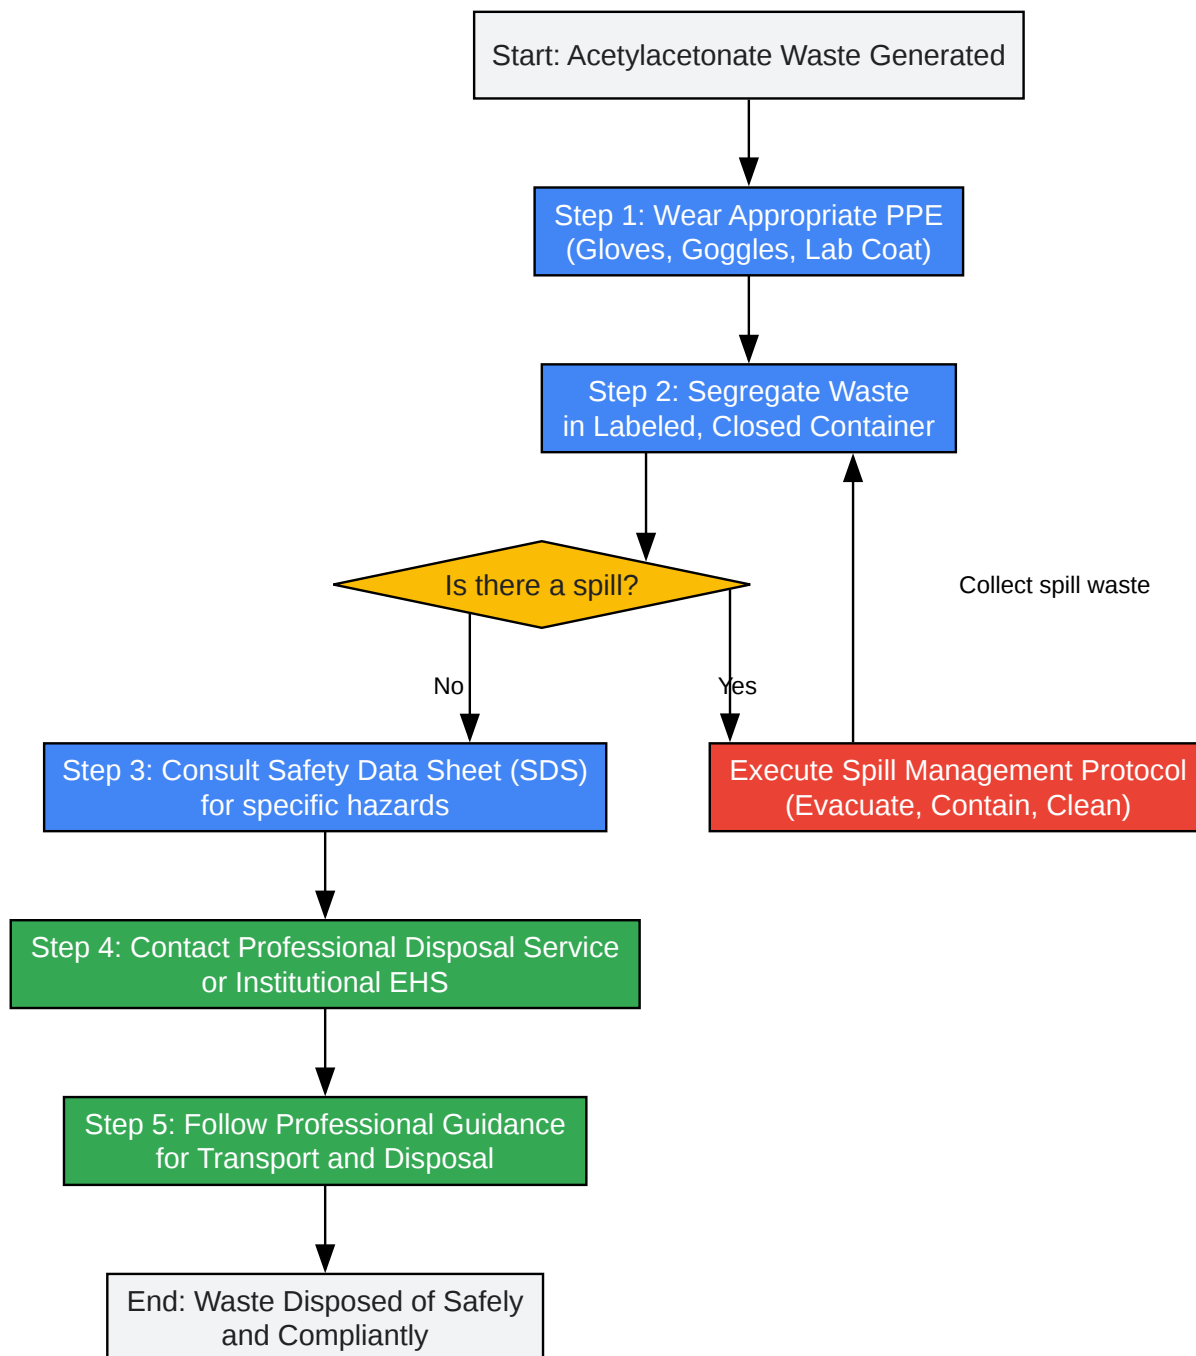 Start: Acetylacetonate Waste Generated
Step 1: Wear Appropriate PPE
(Gloves, Goggles, Lab Coat)
Step 2: Segregate Waste
in Labeled, Closed Container
Is there a spill?
Collect spill waste
No
Yes
Step 3: Consult Safety Data Sheet (SDS)
for specific hazards
Execute Spill Management Protocol
(Evacuate, Contain, Clean)
Step 4: Contact Professional Disposal Service
or Institutional EHS
Step 5: Follow Professional Guidance
for Transport and Disposal
End: Waste Disposed of Safely
and Compliantly